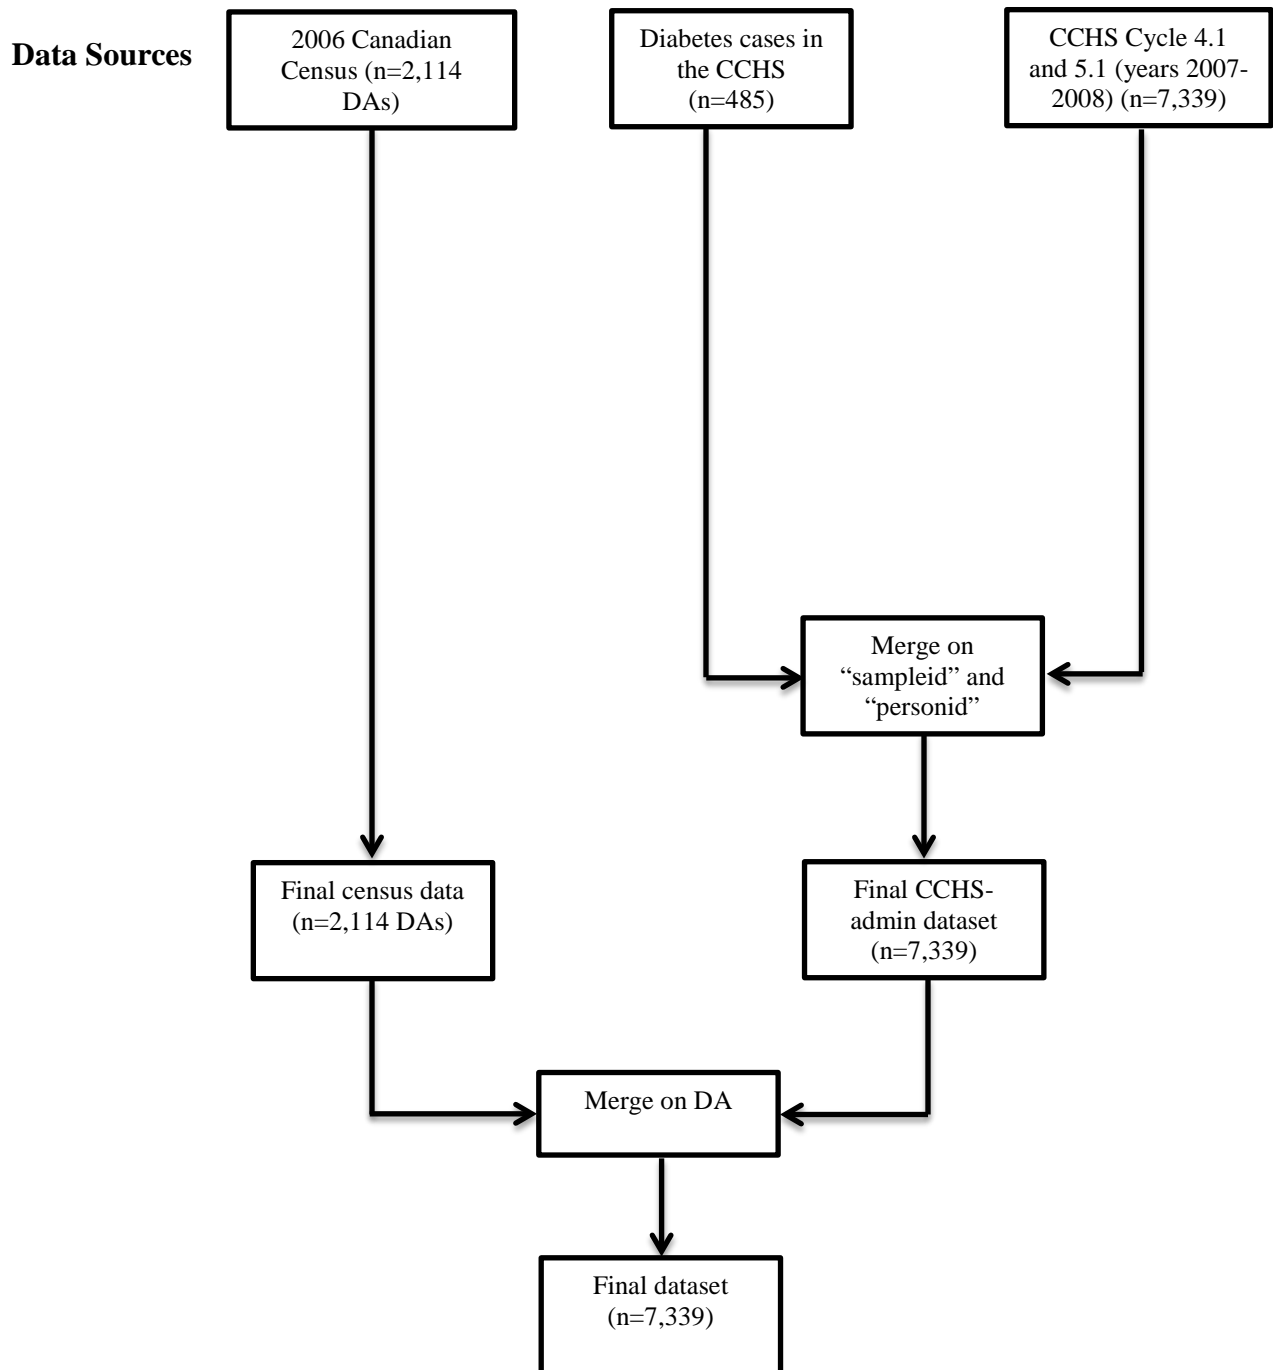 Data Sources
2006 Canadian
Census (n=2,114
DAs)
Diabetes cases in
the CCHS
(n=485)
CCHS Cycle 4.1
and 5.1 (years 2007-
2008) (n=7,339)
Merge on
“sampleid” and
“personid”
Final census data
(n=2,114 DAs)
Final CCHS-
admin dataset
(n=7,339)
Merge on DA
Final dataset
(n=7,339)